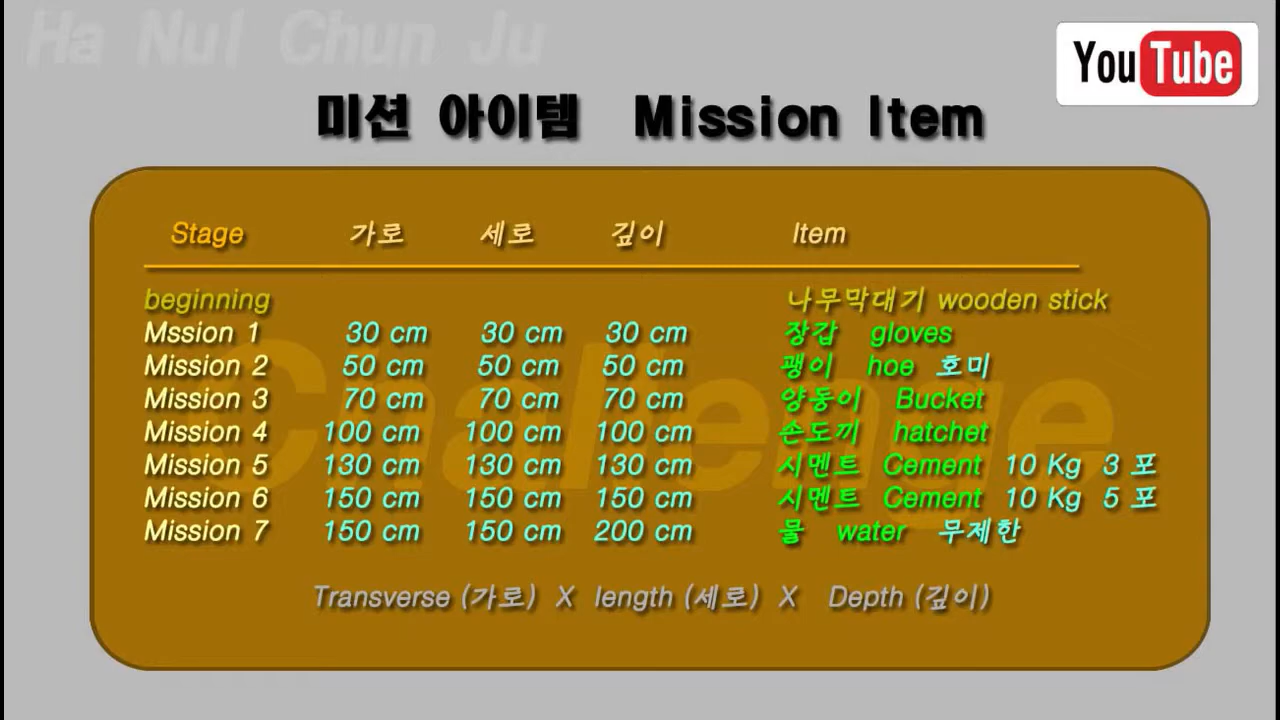 Ha Nul Chun Ju
You Tube
미션 아이템 Mission Item
Stage 가로 세로 깊이 Item
beginning 나무막대기 wooden stick
Mssion 1 30 cm 30 cm 30 cm 장갑 gloves
Mission 2 50 cm 50 cm 50 cm 괭이 hoe 호미
Mission 3 70 cm 70 cm 70 cm 양동이 Bucket
Mission 4 100 cm 100 cm 100 cm 손도끼 hatchet
Mission 5 130 cm 130 cm 130 cm 시멘트 Cement 10 Kg 3 포
Mission 6 150 cm 150 cm 150 cm 시멘트 Cement 10 Kg 5 포
Mission 7 150 cm 150 cm 200 cm 물 water 무제한
Challenge
Transverse (가로) X length (세로) X Depth (깊이)